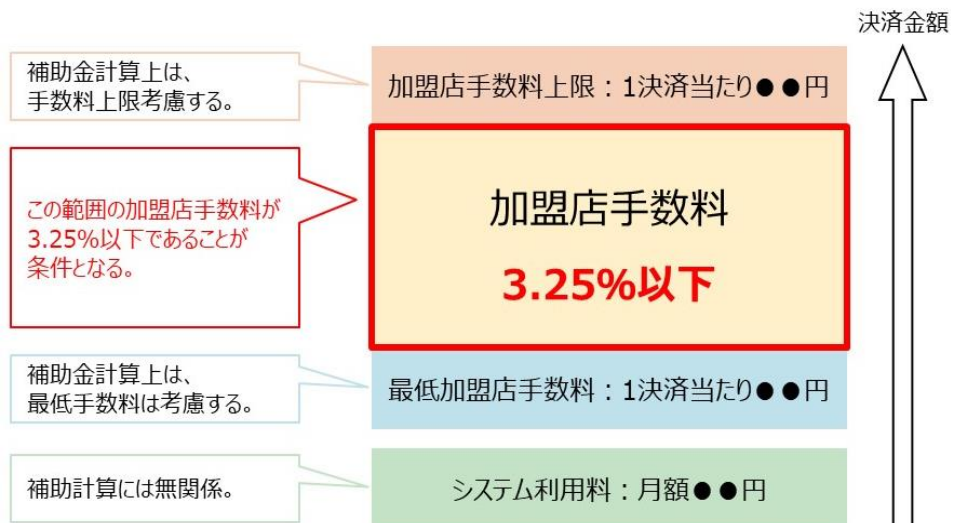 決済金額
補助金計算上は、
手数料上限考慮する。
加盟店手数料上限：1決済当たり●●円
この範囲の加盟店手数料が
3.25%以下であることが
条件となる。
加盟店手数料
3.25%以下
補助金計算上は、
最低手数料は考慮する。
最低加盟店手数料：1決済当たり●●円
補助計算には無関係。
システム利用料：月額●●円